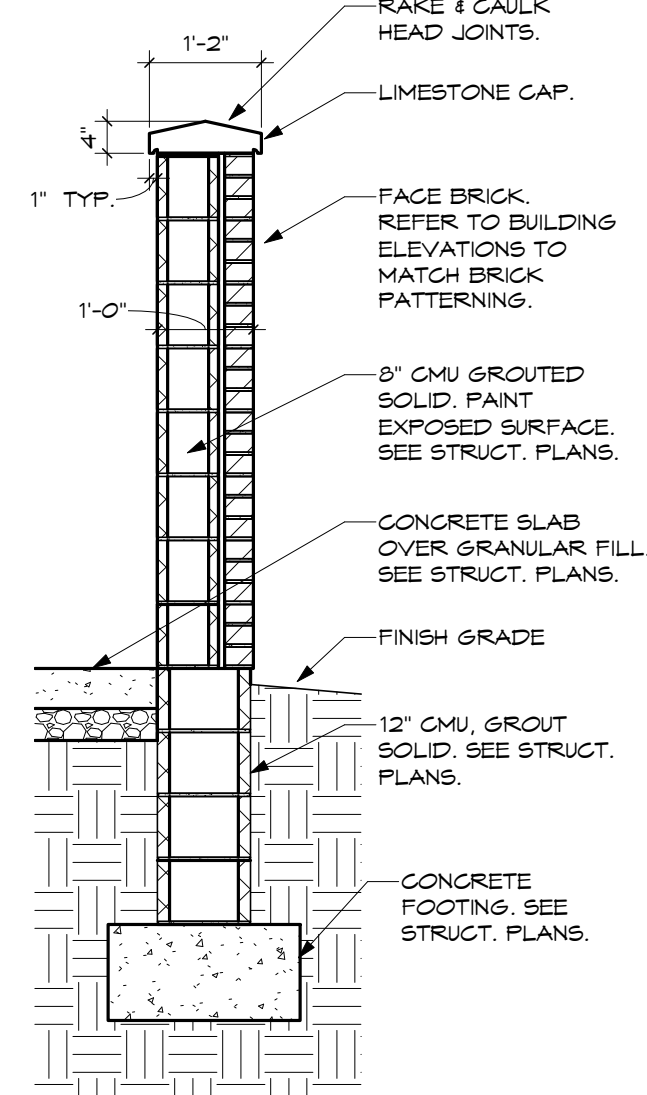 RAKE & CAULK
HEAD JOINTS.
1'-2"
LIMESTONE CAP.
4"
1" TYP.
FACE BRICK.
REFER TO BUILDING
ELEVATIONS TO
MATCH BRICK
PATTERNING.
1'-0"
8" CMU GROUTED
SOLID. PAINT
EXPOSED SURFACE.
SEE STRUCT. PLANS.
CONCRETE SLAB
OVER GRANULAR FILL.
SEE STRUCT. PLANS.
FINISH GRADE
12" CMU, GROUT
SOLID. SEE STRUCT.
PLANS.
CONCRETE
FOOTING. SEE
STRUCT. PLANS.